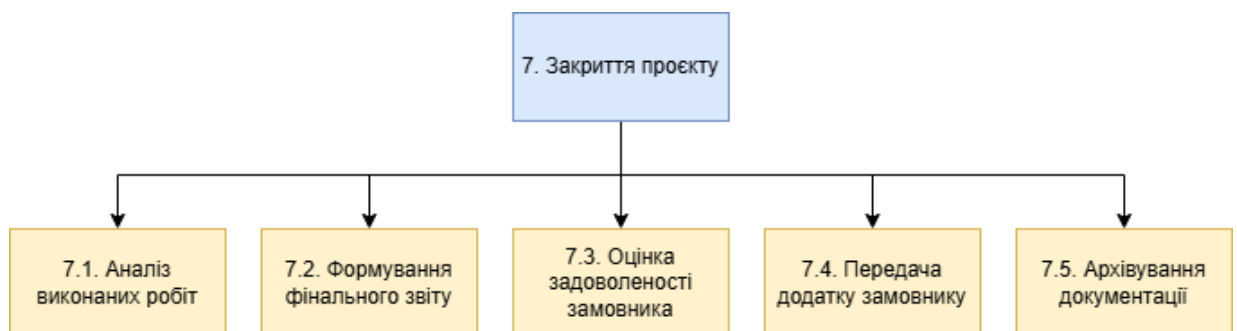 7. Закриття проєкту
7.1. Аналіз
виконаних робіт
7.2. Формування
фінального звіту
7.3. Оцінка
задоволеності
замовника
7.4. Передача
додатку замовнику
7.5. Архівування
документації